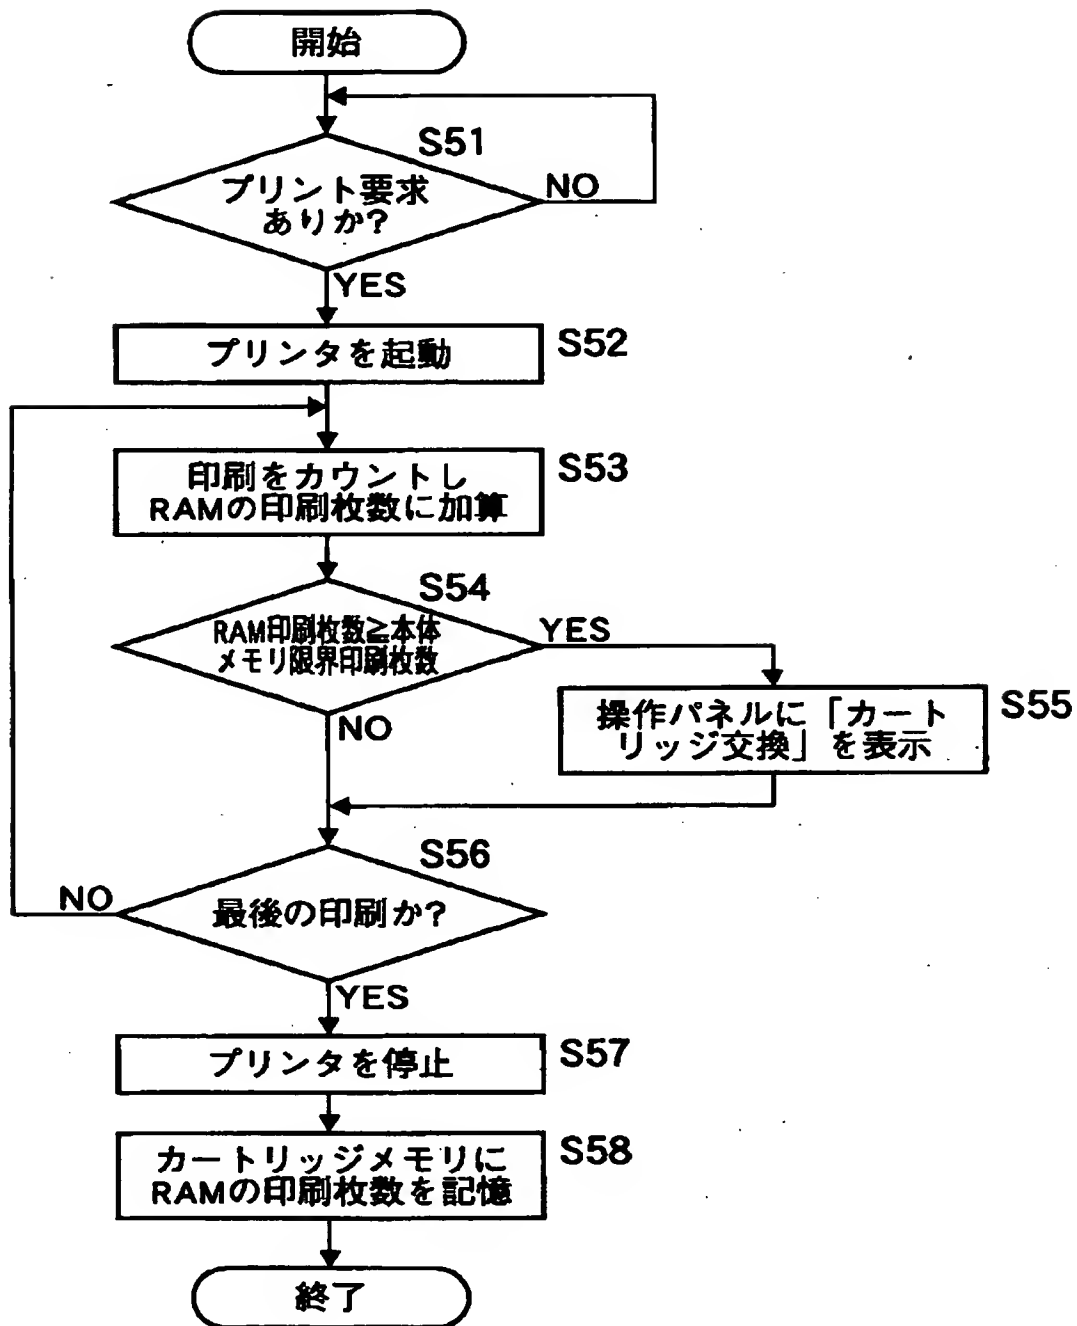 開始
S51
プリント要求
ありか?
NO
YES
プリンタを起動
S52
印刷をカウントし
RAMの印刷枚数に加算
S53
S54
RAM印刷枚数≧本体
メモリ限界印刷枚数
YES
NO
操作パネルに「カート
リッジ交換」を表示
S55
S56
最後の印刷か?
NO
YES
プリンタを停止
S57
カートリッジメモリに
RAMの印刷枚数を記憶
S58
終了